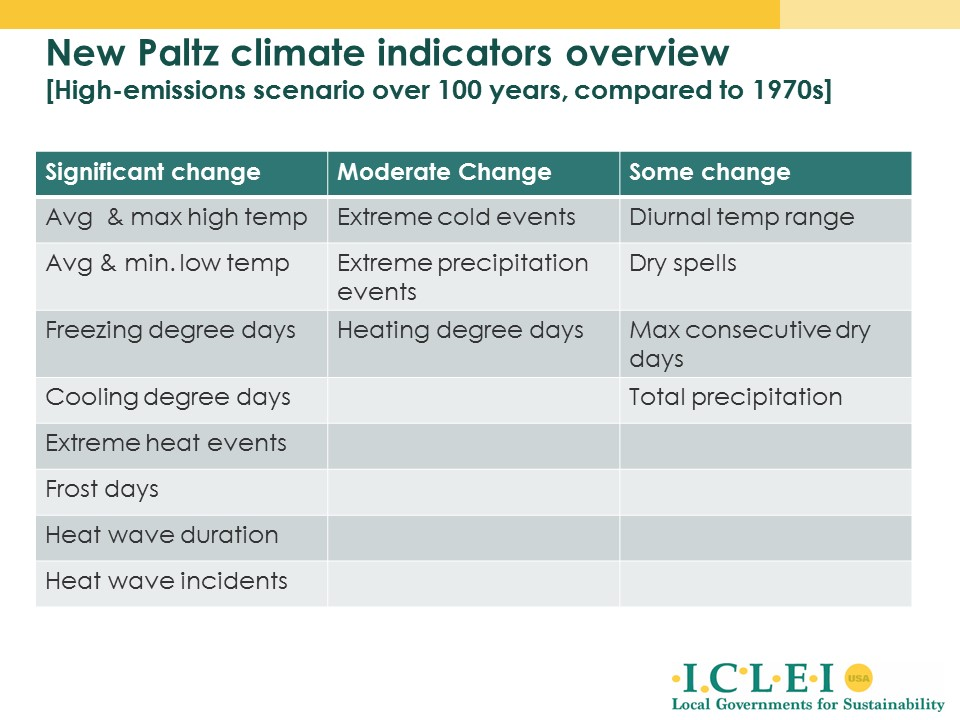 New Paltz climate indicators overview
[High-emissions scenario over 100 years, compared to 1970s]
Significant change
Moderate Change
Some change
Avg & max high temp
Extreme cold events
Diurnal temp range
Avg & min. low temp
Extreme precipitation
events
Dry spells
Freezing degree days
Heating degree days
Max consecutive dry
days
Cooling degree days
Total precipitation
Extreme heat events
Frost days
Heat wave duration
Heat wave incidents
·I.C·L·E·I USA
Local Governments for Sustainability